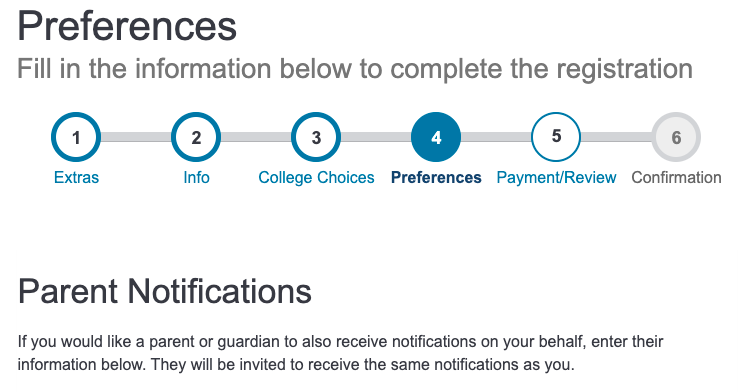 Preferences
Fill in the information below to complete the registration
1 2 3 4 5 6
Extras Info College Choices Preferences Payment/Review Confirmation
Parent Notifications
If you would like a parent or guardian to also receive notifications on your behalf, enter their
information below. They will be invited to receive the same notifications as you.